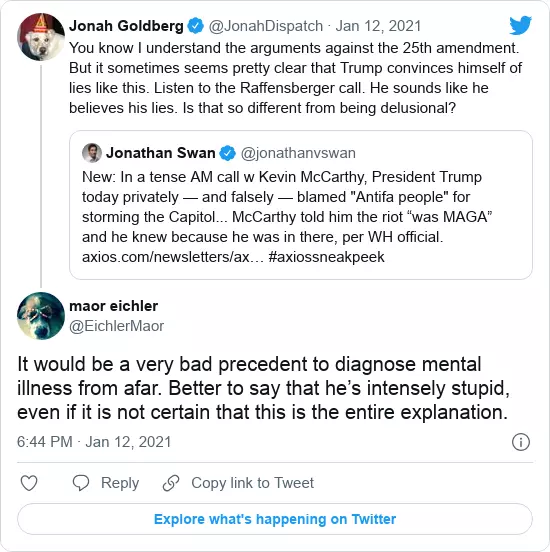 Jonah Goldberg @JonahDispatch · Jan 12, 2021
You know I understand the arguments against the 25th amendment.
But it sometimes seems pretty clear that Trump convinces himself of
lies like this. Listen to the Raffensberger call. He sounds like he
believes his lies. Is that so different from being delusional?
Jonathan Swan @jonathanvswan
New: In a tense AM call w Kevin McCarthy, President Trump
today privately — and falsely — blamed "Antifa people" for
storming the Capitol... McCarthy told him the riot “was MAGA”
and he knew because he was in there, per WH official.
axios.com/newsletters/ax… #axiossneakpeek
maor eichler
@EichlerMaor
It would be a very bad precedent to diagnose mental
illness from afar. Better to say that he’s intensely stupid,
even if it is not certain that this is the entire explanation.
6:44 PM · Jan 12, 2021
Reply
Copy link to Tweet
Explore what's happening on Twitter